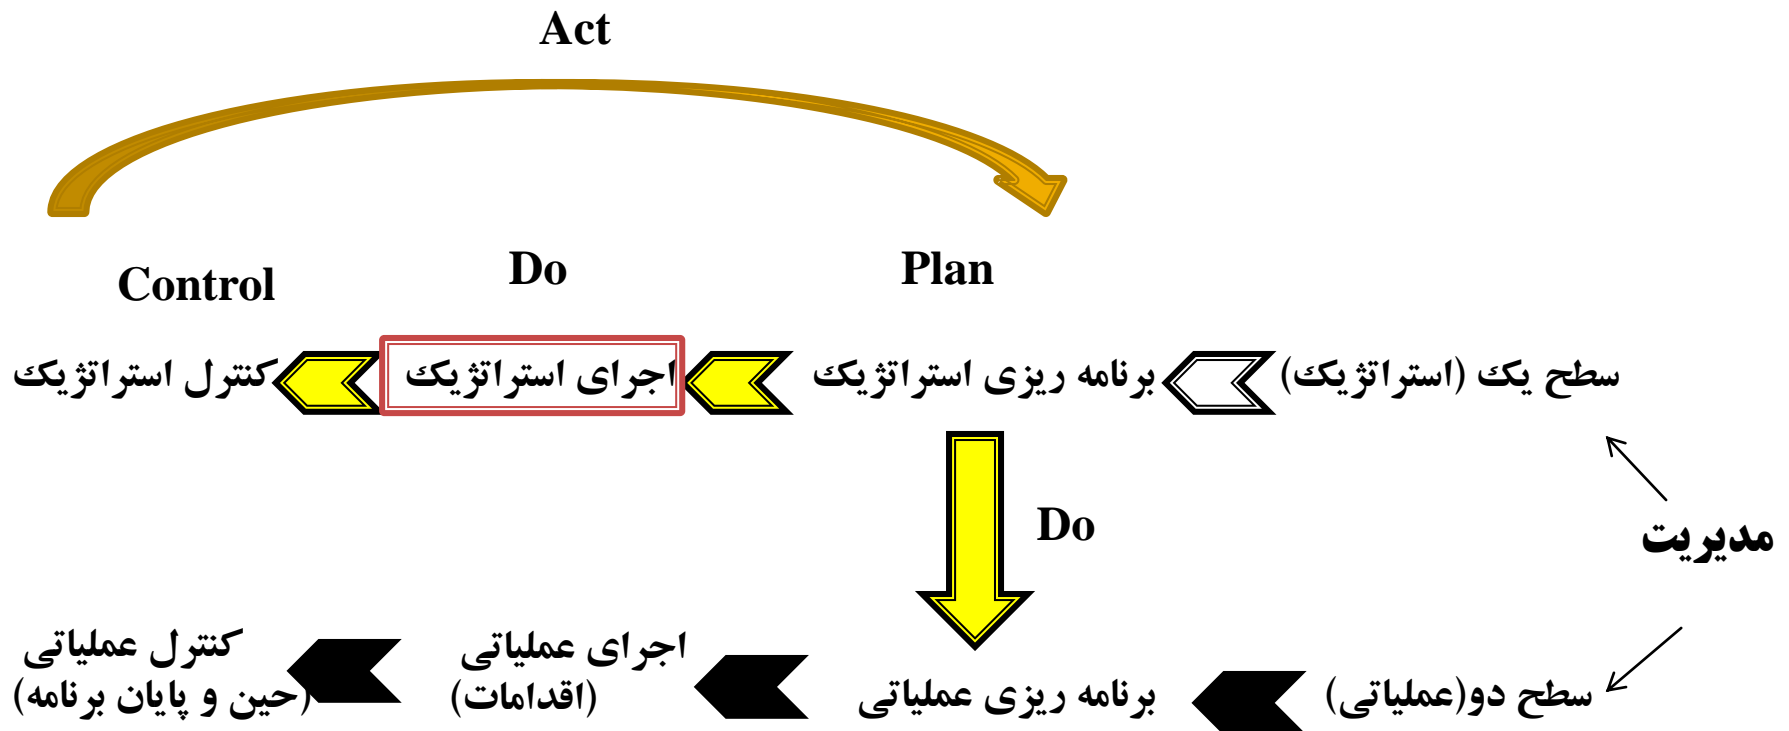 Act
Control
Do
Plan
سطح یک (استراتژیک)
برنامه ریزی استراتژیک
اجرای استراتژیک
کنترل استراتژیک
Do
مدیریت
سطح دو(عملیاتی)
برنامه ریزی عملیاتی
اجرای عملیاتی
(اقدامات)
کنترل عملیاتی
(حین و پایان برنامه)